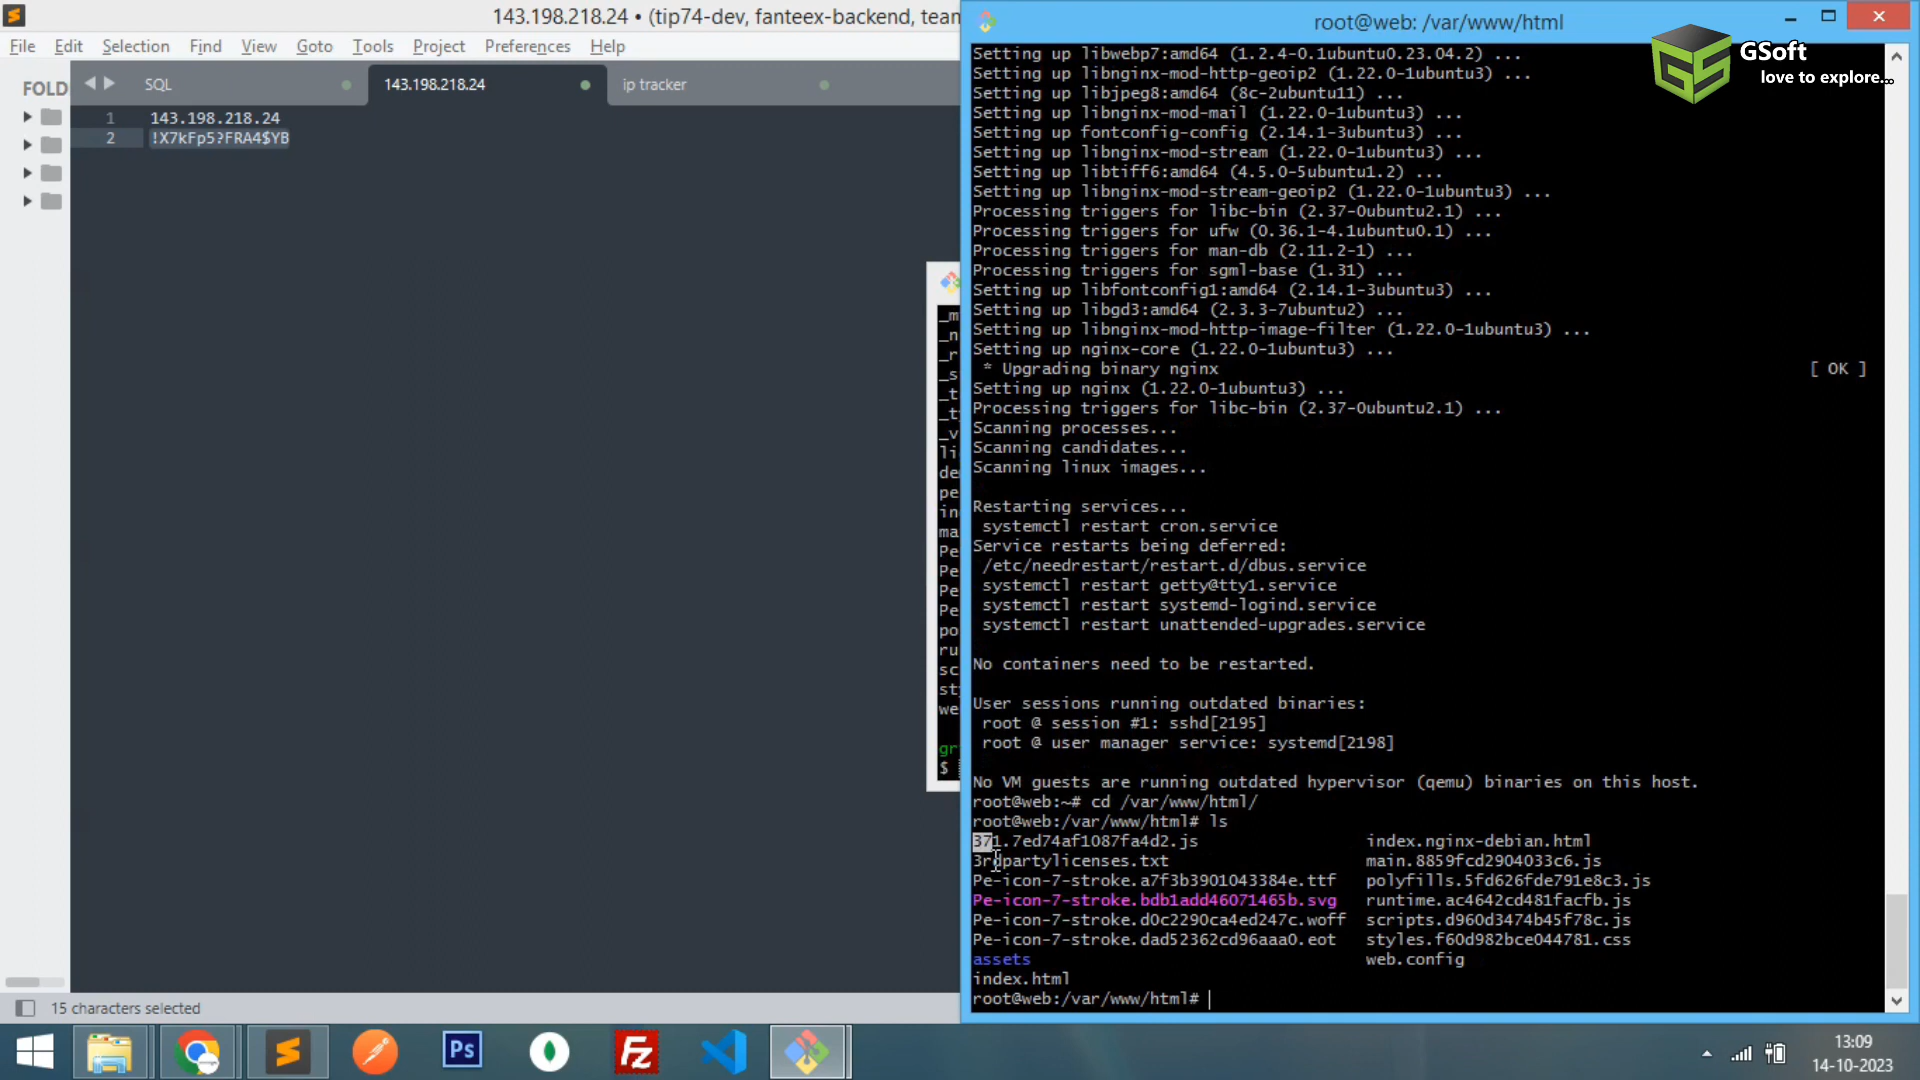 143.198.218.24 • (tip74-dev, fanteex-backend, team
File Edit Selection Find View Goto Tools Project Preferences Help
FOLD
SQL
143.198.218.24
ip tracker
1 143.198.218.24
2 !X7kFp5?FRA4$YB
15 characters selected
$
root@web: /var/www/html
GSoft
love to explore...
Setting up libwebp7:amd64 (1.2.4-0.1ubuntu0.23.04.2) ...
Setting up libnginx-mod-http-geoip2 (1.22.0-1ubuntu3) ...
Setting up libjpeg8:amd64 (8c-2ubuntu11) ...
Setting up libnginx-mod-mail (1.22.0-1ubuntu3) ...
Setting up fontconfig-config (2.14.1-3ubuntu3) ...
Setting up libnginx-mod-stream (1.22.0-1ubuntu3) ...
Setting up libtiff6:amd64 (4.5.0-5ubuntu1.2) ...
Setting up libnginx-mod-stream-geoip2 (1.22.0-1ubuntu3) ...
Processing triggers for libc-bin (2.37-0ubuntu2.1) ...
Processing triggers for ufw (0.36.1-4.1ubuntu0.1) ...
Processing triggers for man-db (2.11.2-1) ...
Processing triggers for sgml-base (1.31) ...
Setting up libfontconfig1:amd64 (2.14.1-3ubuntu3) ...
Setting up libgd3:amd64 (2.3.3-7ubuntu2) ...
Setting up libnginx-mod-http-image-filter (1.22.0-1ubuntu3) ...
Setting up nginx-core (1.22.0-1ubuntu3) ...
* Upgrading binary nginx [ OK ]
Setting up nginx (1.22.0-1ubuntu3) ...
Processing triggers for libc-bin (2.37-0ubuntu2.1) ...
Scanning processes...
Scanning candidates...
Scanning linux images...
Restarting services...
systemctl restart cron.service
Service restarts being deferred:
/etc/needrestart/restart.d/dbus.service
systemctl restart getty@tty1.service
systemctl restart systemd-logind.service
systemctl restart unattended-upgrades.service
No containers need to be restarted.
User sessions running outdated binaries:
root @ session #1: sshd[2195]
root @ user manager service: systemd[2198]
No VM guests are running outdated hypervisor (qemu) binaries on this host.
root@web:~# cd /var/www/html/
root@web:/var/www/html# ls
371.7ed74af1087fa4d2.js index.nginx-debian.html
3rdpartylicenses.txt main.8859fcd2904033c6.js
Pe-icon-7-stroke.a7f3b3901043384e.ttf polyfills.5fd626fde791e8c3.js
Pe-icon-7-stroke.bdb1add46071465b.svg runtime.ac4642cd481facfb.js
Pe-icon-7-stroke.d0c2290ca4ed247c.woff scripts.d960d3474b45f78c.js
Pe-icon-7-stroke.dad52362cd96aaa0.eot styles.f60d982bce044781.css
assets web.config
index.html
root@web:/var/www/html#
Ps
13:09
14-10-2023